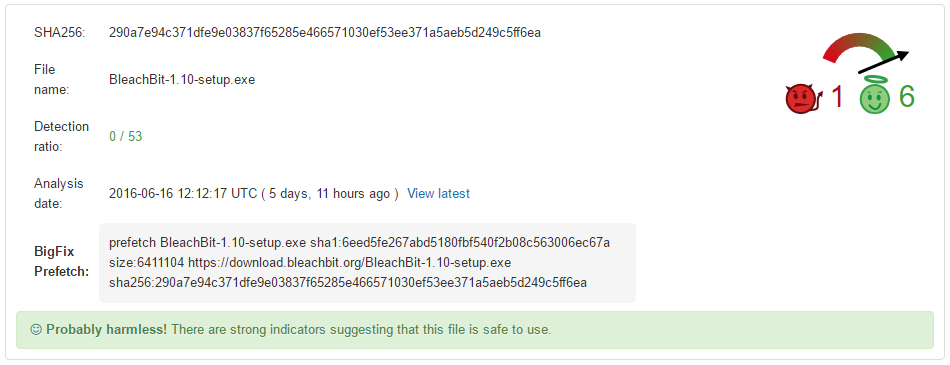 SHA256: 290a7e94c371dfe9e03837f65285e466571030ef53ee371a5aeb5d249c5ff6ea
File
name: BleachBit-1.10-setup.exe
1 6
Detection
ratio: 0 / 53
Analysis
date: 2016-06-16 12:12:17 UTC ( 5 days, 11 hours ago ) View latest
BigFix
Prefetch:
prefetch BleachBit-1.10-setup.exe sha1:6eed5fe267abd5180fbf540f2b08c563006ec67a
size:6411104 https://download.bleachbit.org/BleachBit-1.10-setup.exe
sha256:290a7e94c371dfe9e03837f65285e466571030ef53ee371a5aeb5d249c5ff6ea
Probably harmless! There are strong indicators suggesting that this file is safe to use.